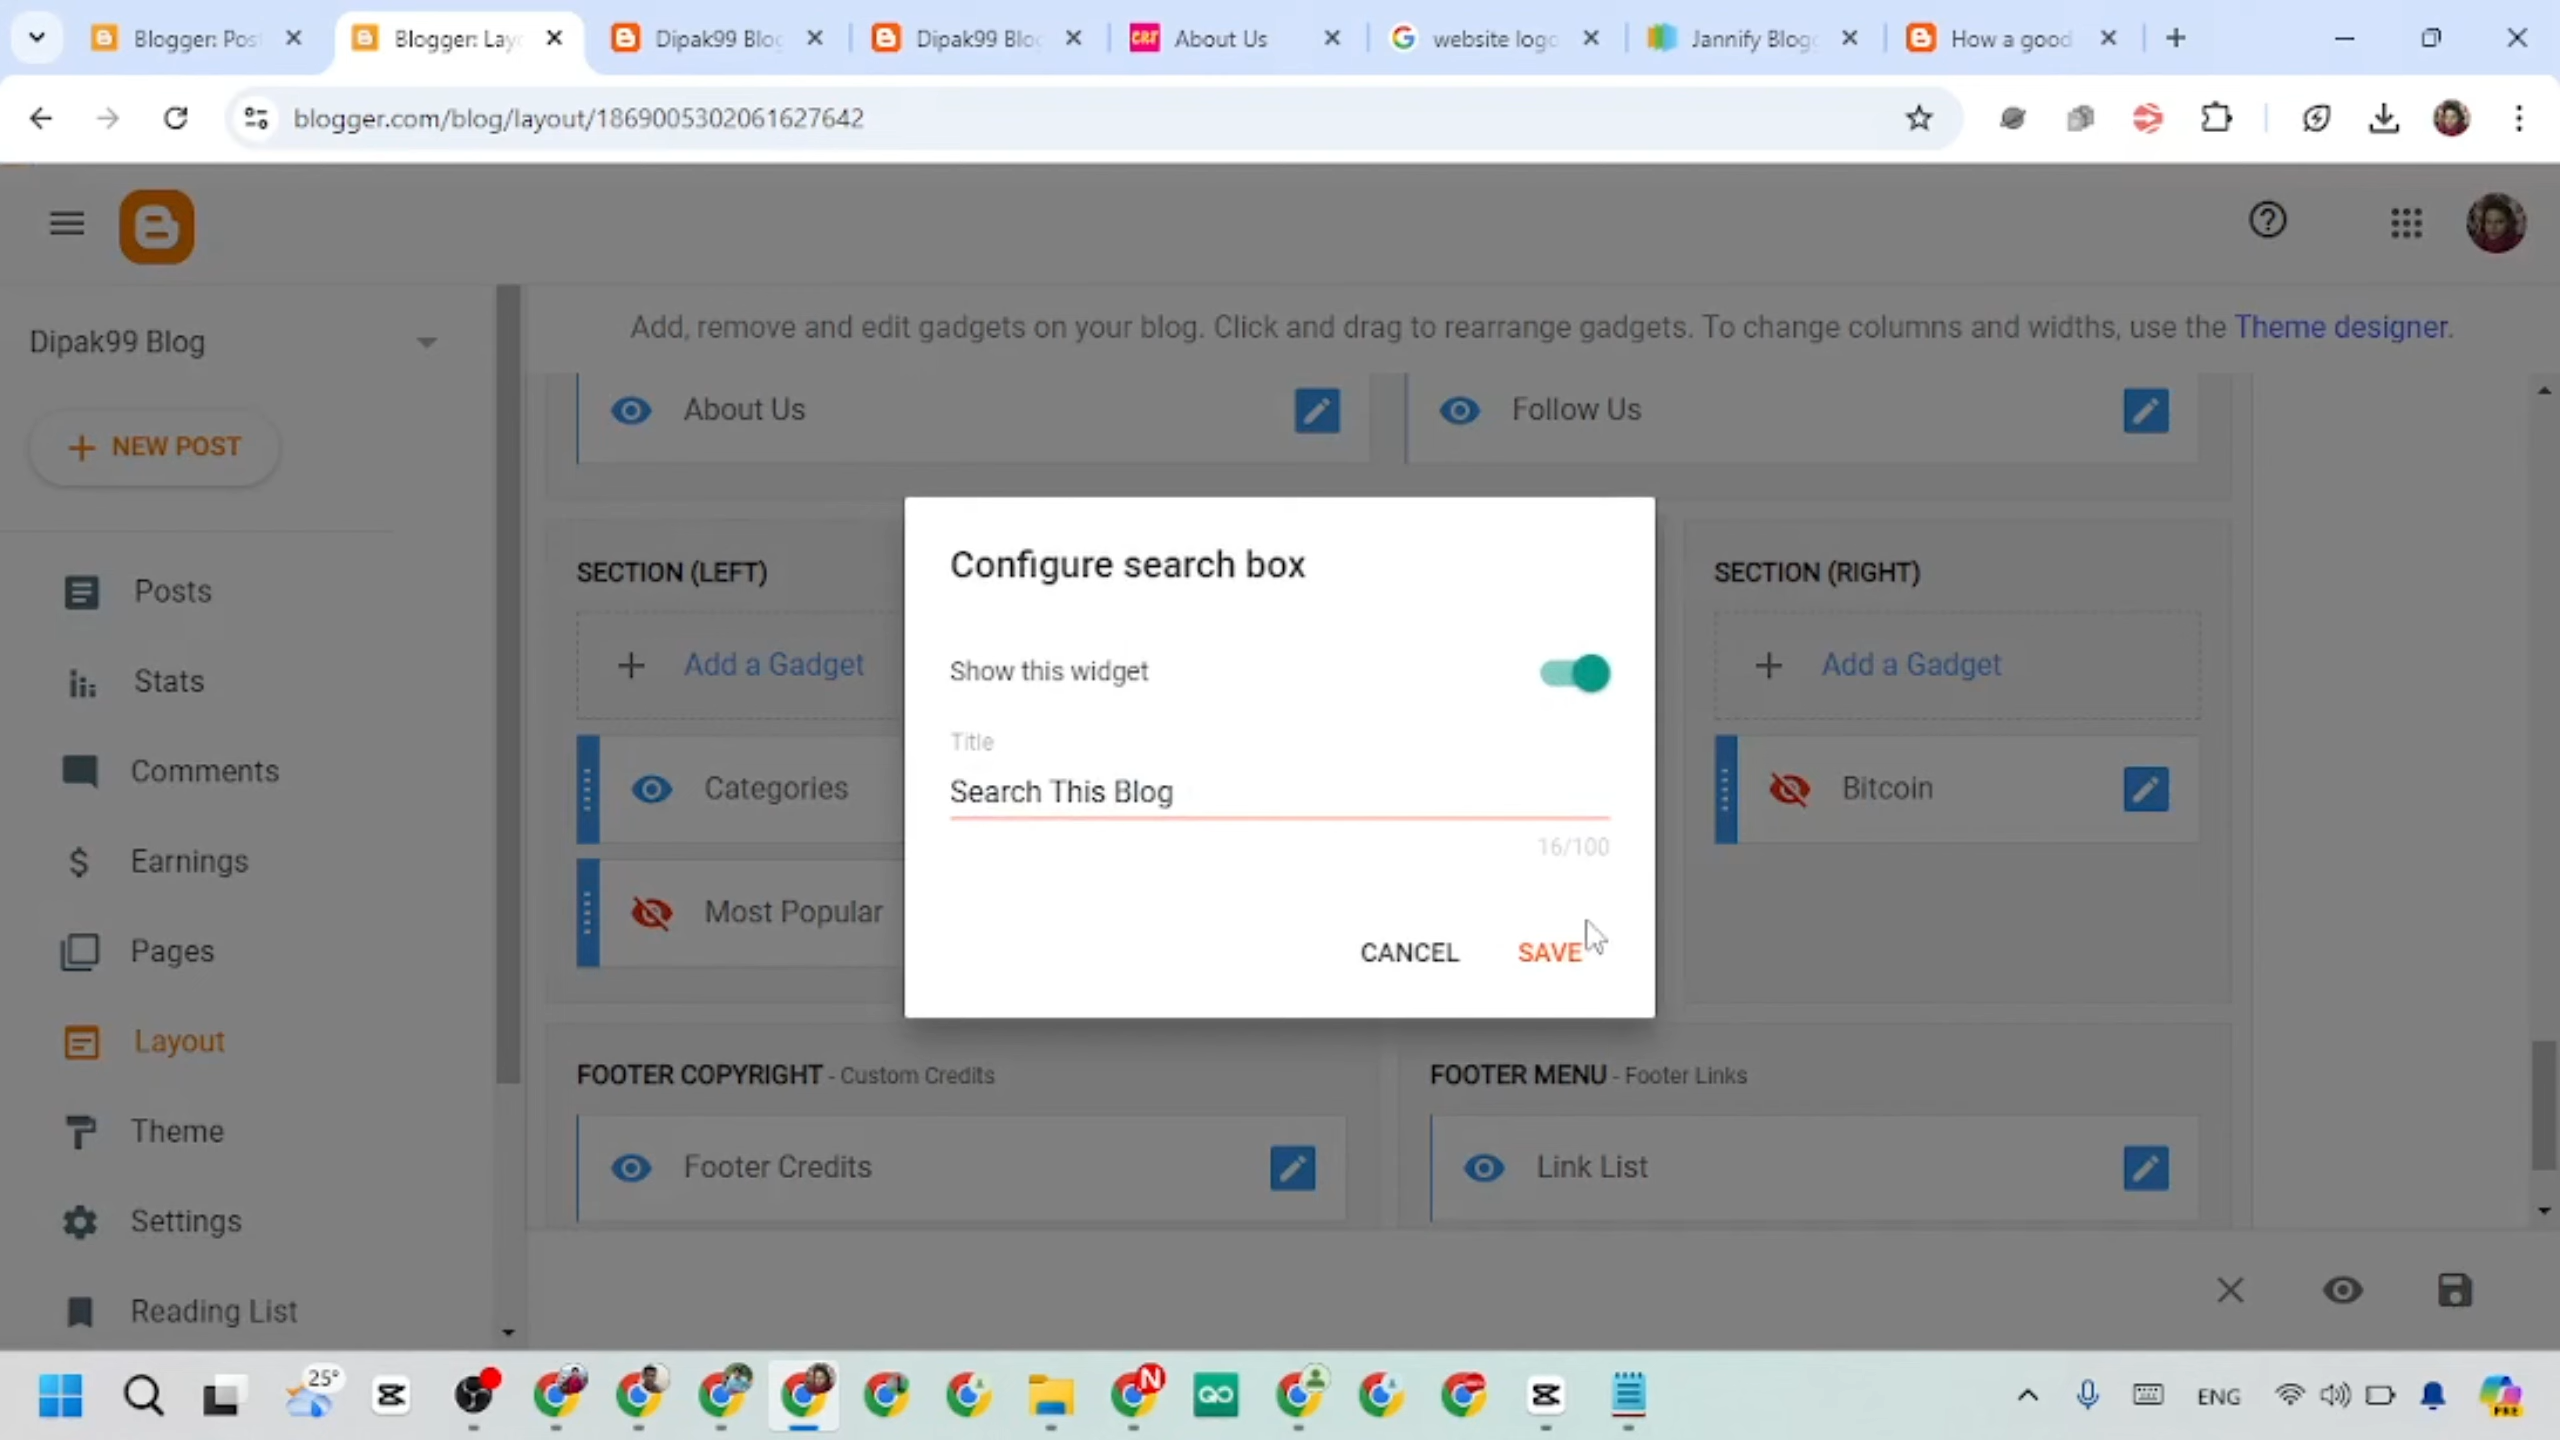 Blogger: Pos
Blogger: Lay
Dipak99 Blog
Dipak99 Blog
About Us
website logo
Jannify Blog
How a good
blogger.com/blog/layout/1869005302061627642
Dipak99 Blog
Add, remove and edit gadgets on your blog. Click and drag to rearrange gadgets. To change columns and widths, use the Theme designer.
NEW POST
Posts
Stats
Comments
Earnings
Pages
Layout
Theme
Settings
Reading List
About Us
Follow Us
SECTION (LEFT)
Add a Gadget
Categories
Most Popular
Configure search box
Show this widget
Title
Search This Blog
16/100
CANCEL
SAVE
SECTION (RIGHT)
Add a Gadget
Bitcoin
FOOTER COPYRIGHT - Custom Credits
Footer Credits
FOOTER MENU - Footer Links
Link List
25°
ENG